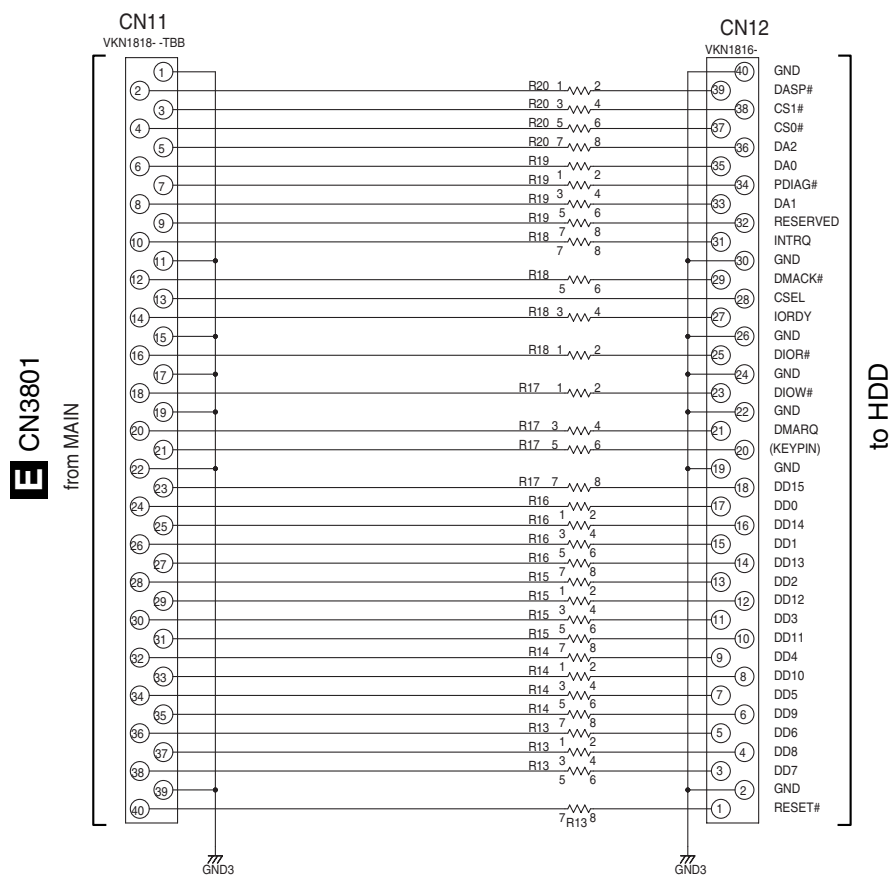 CN11
VKN1818- -TBB
CN12
VKN1816-
1 40 GND
2 R20 1 2 39 DASP#
3 R20 3 4 38 CS1#
4 R20 5 6 37 CS0#
5 R20 7 8 36 DA2
6 R19 35 DA0
7 R19 1 2 34 PDIAG#
8 R19 3 4 33 DA1
9 R19 5 6 32 RESERVED
10 R18 7 8 31 INTRQ
11 7 8 30 GND
12 R18 29 DMACK#
5 6
13 28 CSEL
14 R18 3 4 27 IORDY
15 26 GND
16 R18 1 2 25 DIOR#
17 24 GND
18 R17 1 2 23 DIOW#
19 22 GND
20 R17 3 4 21 DMARQ
21 R17 5 6 20 (KEYPIN)
22 19 GND
23 R17 7 8 18 DD15
24 R16 17 DD0
25 R16 1 2 16 DD14
26 R16 3 4 15 DD1
27 R16 5 6 14 DD13
28 R15 7 8 13 DD2
29 R15 1 2 12 DD12
30 R15 3 4 11 DD3
31 R15 5 6 10 DD11
32 R14 7 8 9 DD4
33 R14 1 2 8 DD10
34 R14 3 4 7 DD5
35 R14 5 6 6 DD9
36 R13 7 8 5 DD6
37 R13 1 2 4 DD8
38 R13 3 4 3 DD7
5 6
39 2 GND
40 1 RESET#
7 R13 8
GND3
GND3
E CN3801
from MAIN
to HDD